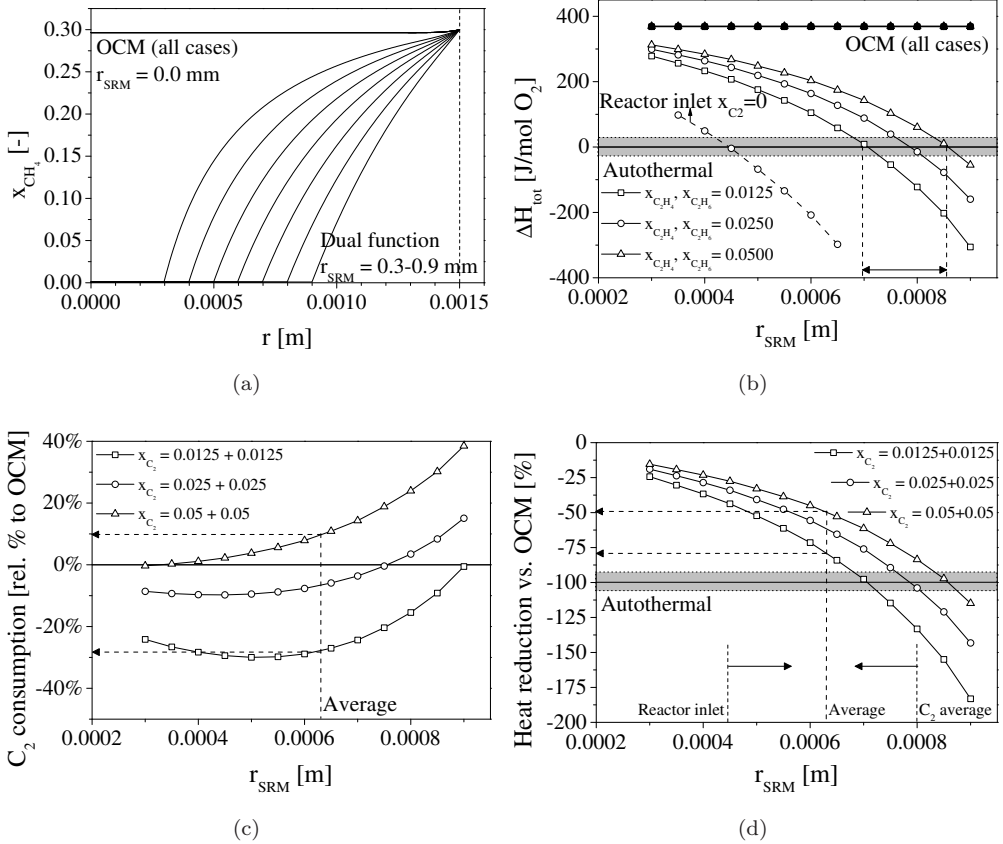 0.30
0.25
0.20
0.15
0.10
0.05
0.00
x_CH4 [-]
OCM (all cases)
r_SRM = 0.0 mm
Dual function
r_SRM = 0.3-0.9 mm
0.0000 0.0005 0.0010 0.0015
r [m]
(a)
400
200
0
-200
-400
ΔH_tot [J/mol O2]
OCM (all cases)
Reactor inlet x_C2=0
Autothermal
x_C2H4, x_C2H6 = 0.0125
x_C2H4, x_C2H6 = 0.0250
x_C2H4, x_C2H6 = 0.0500
0.0002 0.0004 0.0006 0.0008
r_SRM [m]
(b)
40%
20%
0%
-20%
-40%
C2 consumption [rel. % to OCM]
x_C2 = 0.0125 + 0.0125
x_C2 = 0.025 + 0.025
x_C2 = 0.05 + 0.05
Average
0.0002 0.0004 0.0006 0.0008
r_SRM [m]
(c)
0
-25
-50
-75
-100
-125
-150
-175
-200
Heat reduction vs. OCM [%]
x_C2 = 0.0125+0.0125
x_C2 = 0.025+0.025
x_C2 = 0.05+0.05
Autothermal
Reactor inlet Average C2 average
0.0002 0.0004 0.0006 0.0008
r_SRM [m]
(d)